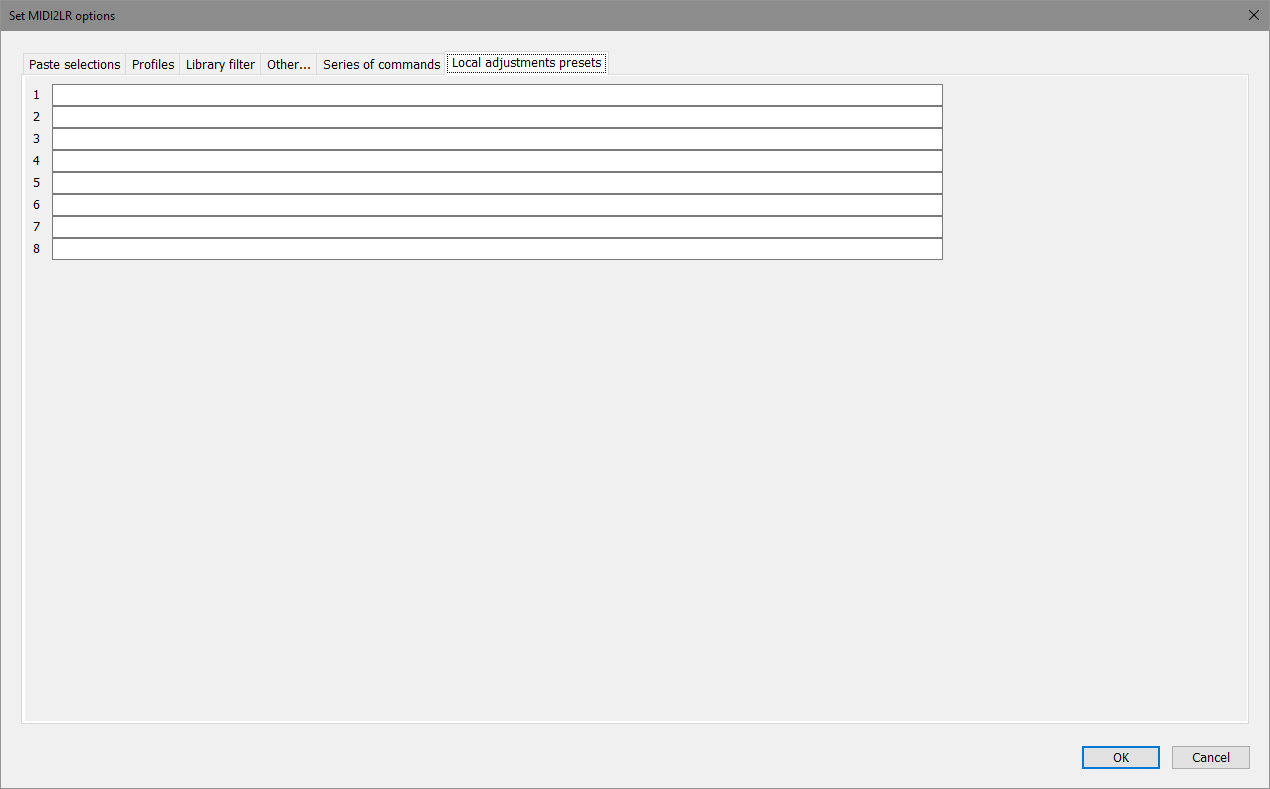 Set MIDI2LR options
Paste selections Profiles Library filter Other... Series of commands Local adjustments presets
1
2
3
4
5
6
7
8
OK Cancel